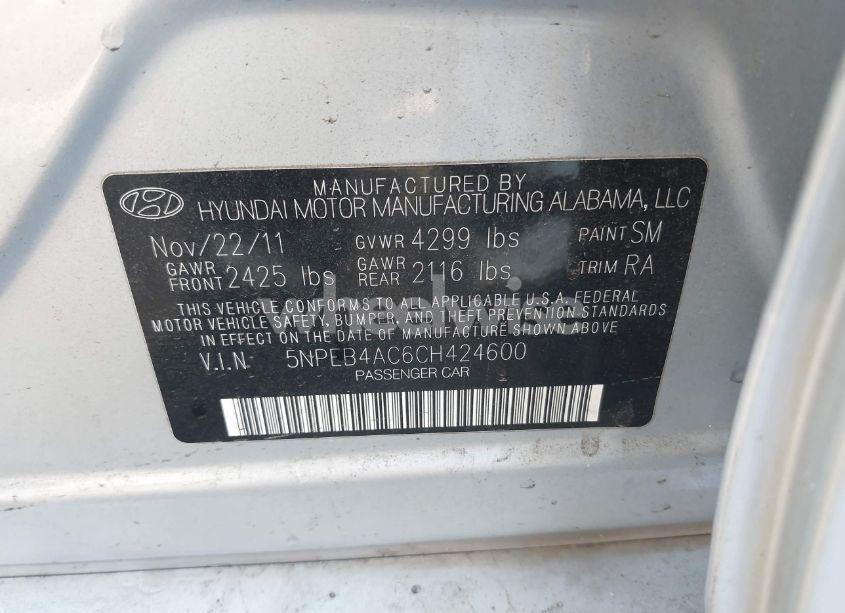 MANUFACTURED BY
HYUNDAI MOTOR MANUFACTURING ALABAMA, LLC
Nov/22/11 GVWR 4299 lbs PAINT SM
GAWR FRONT 2425 lbs GAWR REAR 2116 lbs TRIM RA
THIS VEHICLE CONFORMS TO ALL APPLICABLE U.S.A. FEDERAL
MOTOR VEHICLE SAFETY, BUMPER, AND THEFT PREVENTION STANDARDS
IN EFFECT ON THE DATE OF MANUFACTURE SHOWN ABOVE
V.I.N. 5NPEB4AC6CH424600
PASSENGER CAR